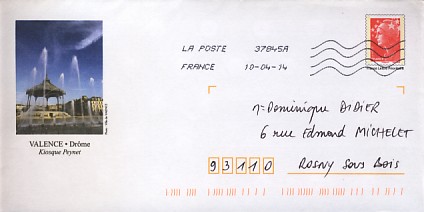 LA POSTE 37845A
FRANCE 10-04-14
Mr Dominique DIDIER
6 rue Edmond MICHELET
93110 ROSNY SOUS BOIS
VALENCE • Drôme
Kiosque Peynet